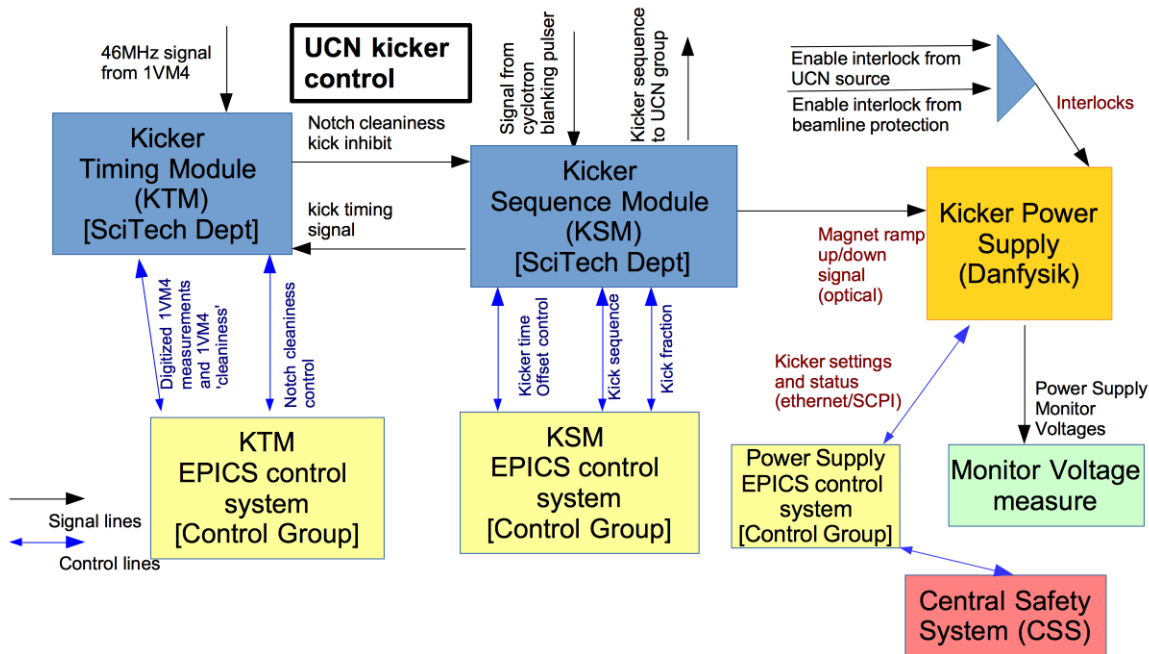 46MHz signal
from 1VM4
UCN kicker
control
Signal from
cyclotron
blanking pulser
Kicker sequence
to UCN group
Enable interlock from
UCN source
Enable interlock from
beamline protection
Interlocks
Kicker
Timing Module
(KTM)
[SciTech Dept]
Notch cleaniness
kick inhibit
kick timing
signal
Kicker
Sequence Module
(KSM)
[SciTech Dept]
Magnet ramp
up/down
signal
(optical)
Kicker Power
Supply
(Danfysik)
Digitized 1VM4
measurements
and 1VM4
'cleaniness'
Notch cleaniness
control
Kicker time
Offset control
Kick sequence
Kick fraction
Kicker settings
and status
(ethernet/SCPI)
Power Supply
Monitor
Voltages
KTM
EPICS control
system
[Control Group]
KSM
EPICS control
system
[Control Group]
Power Supply
EPICS control
system
[Control Group]
Monitor Voltage
measure
Signal lines
Control lines
Central Safety
System (CSS)